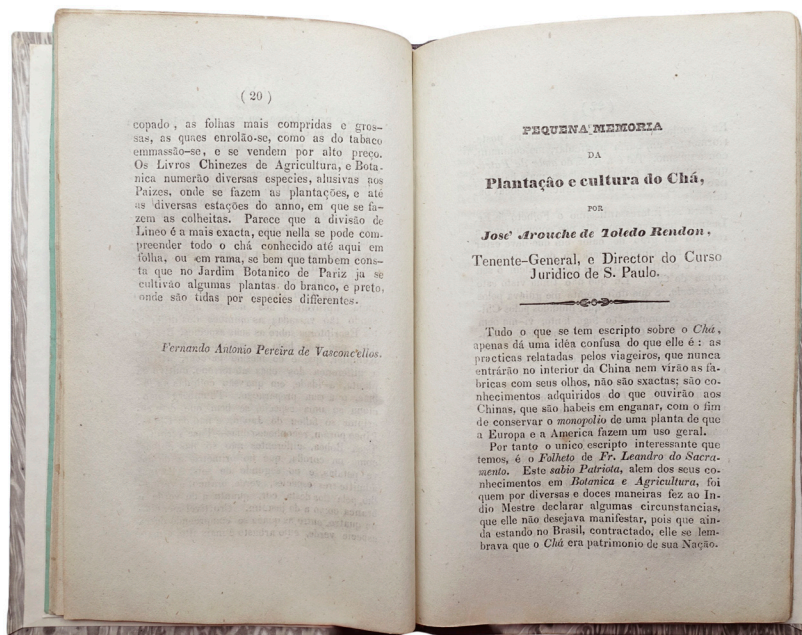 ( 20 )
copado , as folhas mais compridas e gros-
sas, as quaes enrolão-se, como as do tabaco
emmassão-se, e se vendem por alto preço.
Os Livros Chinezes de Agricultura, e Bota-
nica numerão diversas especies, alusivas aos
Paizes, onde se fazem as plantações, e até
as diversas estações do anno, em que se fa-
zem as colheitas. Parece que a divisão de
Lineo é a mais exacta, eque nella se pode com-
preender todo o chá conhecido até aqui em
folha, ou em rama, se bem que tambem cons-
ta que no Jardim Botanico de Pariz ja se
cultivão algumas plantas do branco, e preto,
onde são tidas por especies differentes.
Fernando Antonio Pereira de Vasconcellos.
PEQUENA MEMORIA
DA
Plantação e cultura do Chá,
POR
José Arouche de Toledo Rendon,
Tenente-General, e Director do Curso
Juridico de S. Paulo.
Tudo o que se tem escripto sobre o Chá,
apenas dá uma idéa confusa do que elle é : as
practicas relatadas pelos viageiros, que nunca
entrárão no interior da China nem virão as fa-
bricas com seus olhos, não são sxactas; são co-
nhecimentos adquiridos do que ouvirão aos
Chinas, que são habeis em enganar, com o fim
de conservar o monopolio de uma planta de que
a Europa e a America fazem um uso geral.
Por tanto o unico escripto interessante que
temos, é o Folheto de Fr. Leandro do Sacra-
mento. Este sabio Patriota, alem dos seus co-
nhecimentos em Botanica e Agricultura, foi
quem por diversas e doces maneiras fez ao In-
dio Mestre declarar algumas circunstancias,
que elle não desejava manifestar, pois que ain-
da estando no Brasil, contractado, elle se lem-
brava que o Chá era patrimonio de sua Nação.